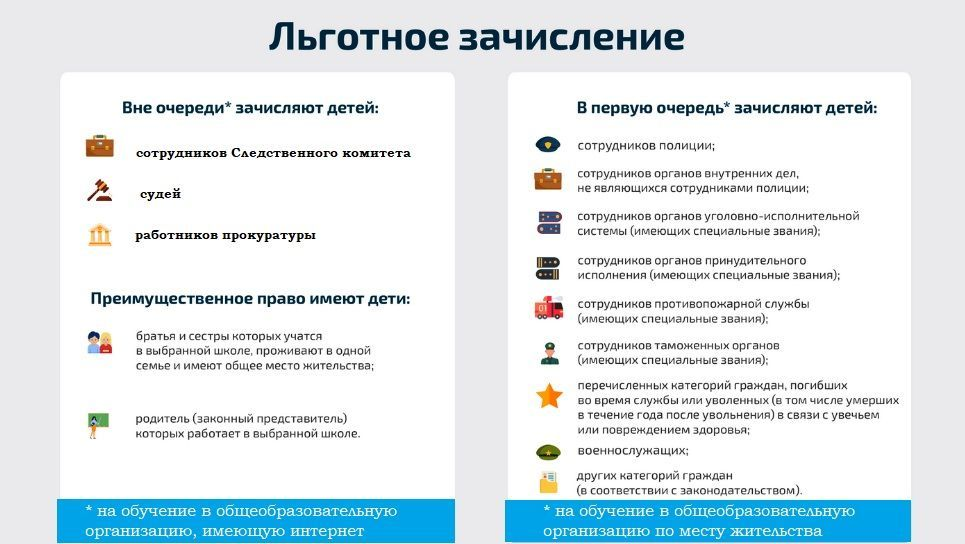 Льготное зачисление
Вне очереди* зачисляют детей:
сотрудников Следственного комитета
судей
работников прокуратуры
Преимущественное право имеют дети:
братья и сестры которых учатся
в выбранной школе, проживают в одной
семье и имеют общее место жительства;
родитель (законный представитель)
которых работает в выбранной школе.
* на обучение в общеобразовательную
организацию, имеющую интернет
В первую очередь* зачисляют детей:
сотрудников полиции;
сотрудников органов внутренних дел,
не являющихся сотрудниками полиции;
сотрудников органов уголовно-исполнительной
системы (имеющих специальные звания);
сотрудников органов принудительного
исполнения (имеющих специальные звания);
01
сотрудников противопожарной службы
(имеющих специальные звания);
сотрудников таможенных органов
(имеющих специальные звания);
перечисленных категорий граждан, погибших
во время службы или уволенных (в том числе умерших
в течение года после увольнения) в связи с увечьем
или повреждением здоровья;
военнослужащих;
других категорий граждан
(в соответствии с законодательством).
* на обучение в общеобразовательную
организацию по месту жительства